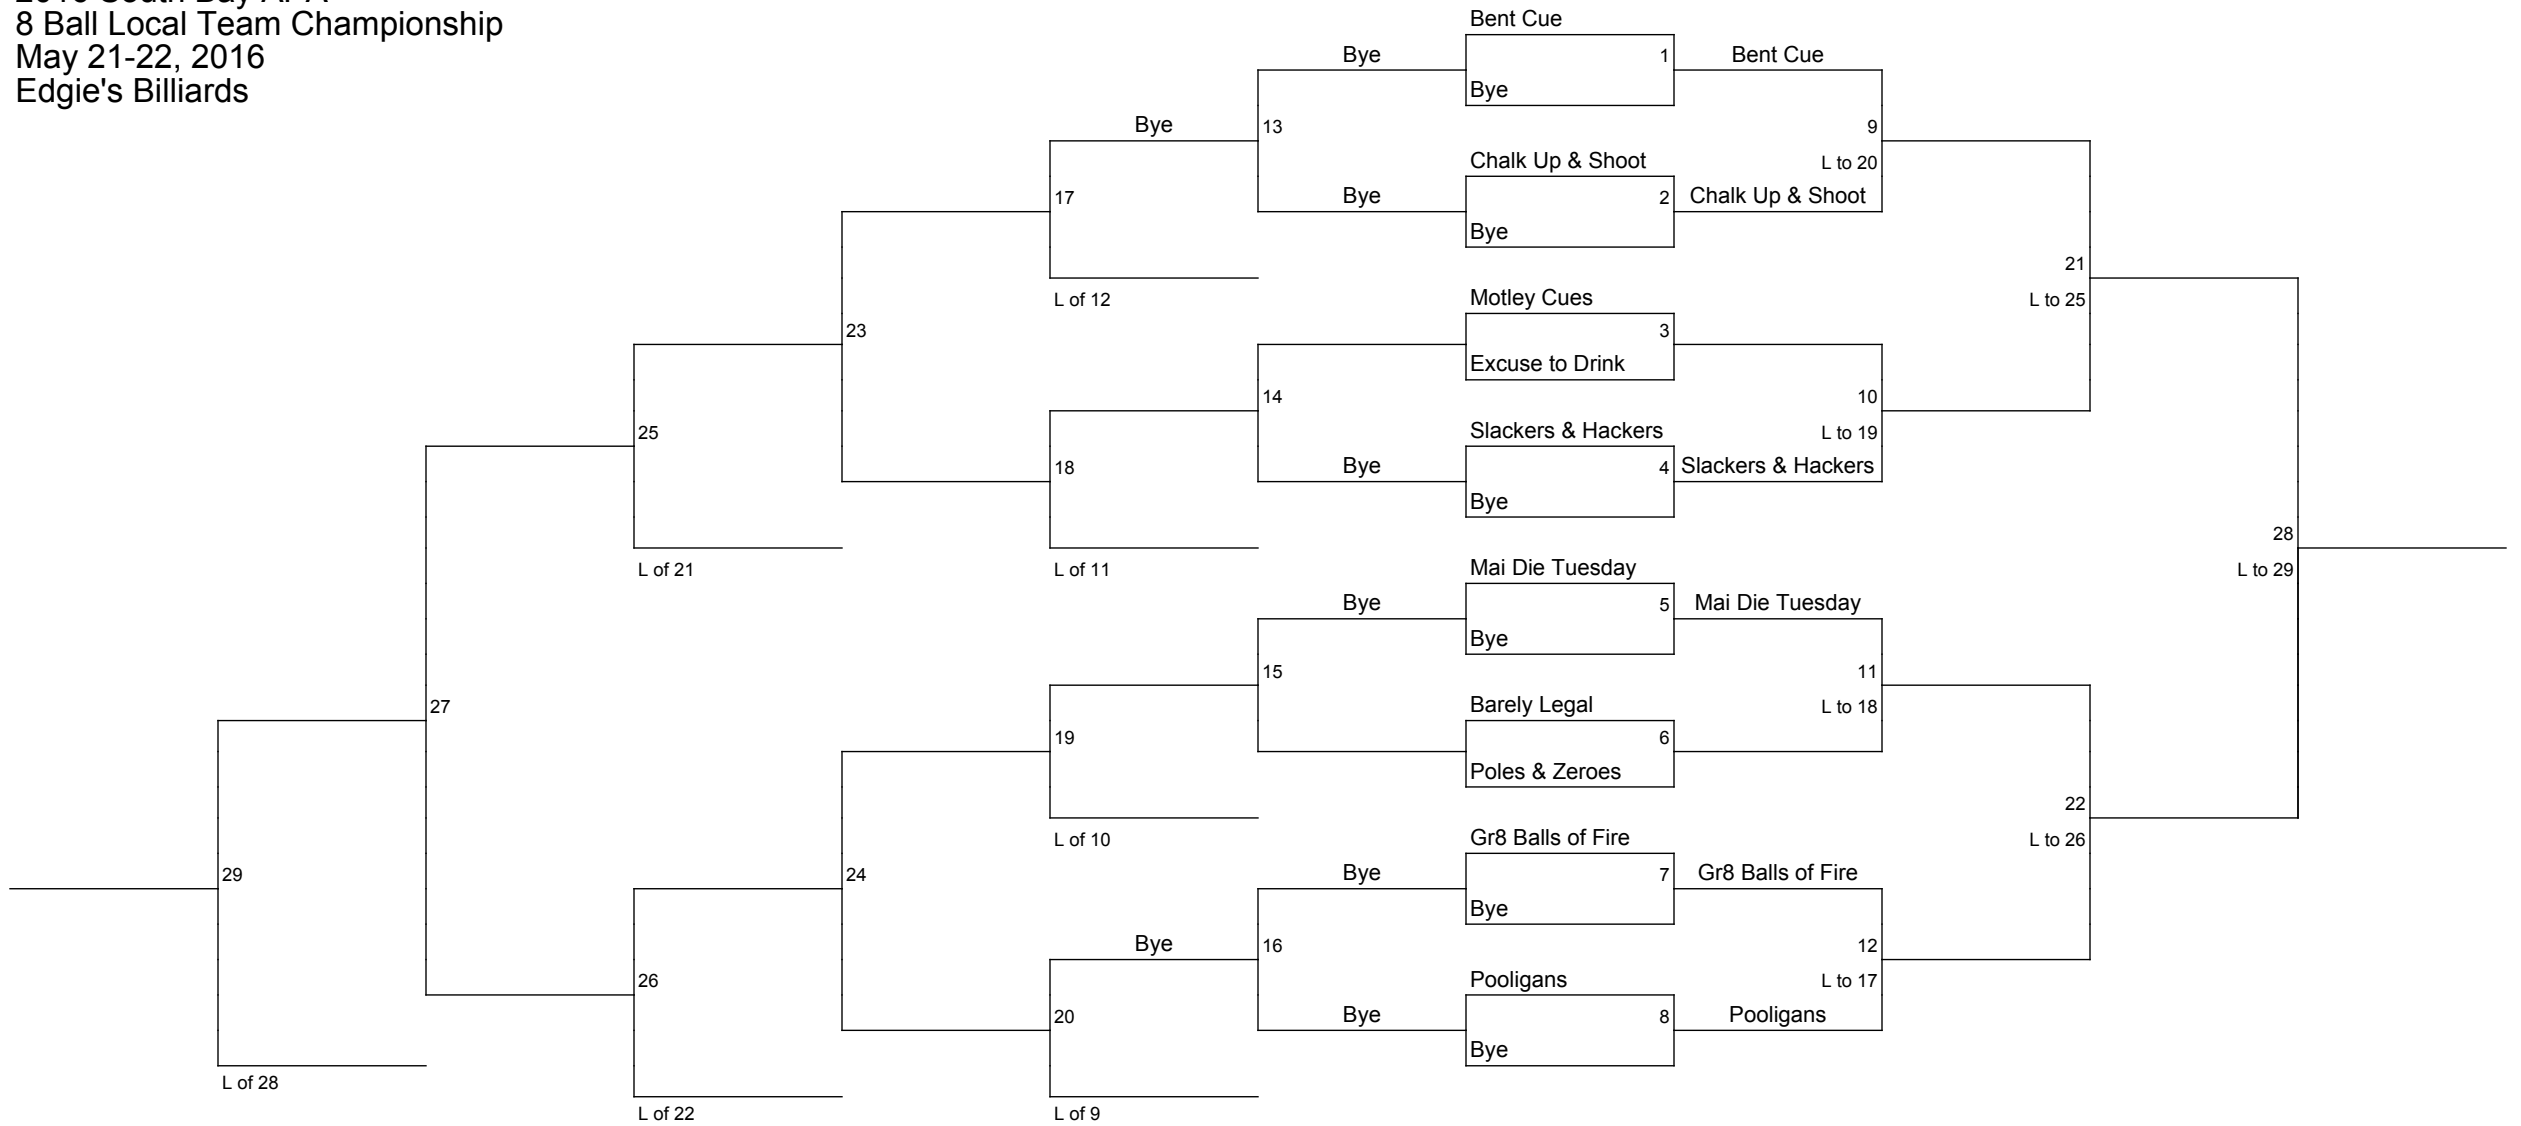 2016 South Bay APA
8 Ball Local Team Championship
May 21-22, 2016
Edgie's Billiards
Bent Cue
Bye
1
Bent Cue
Bye
Bye
13
9
Chalk Up & Shoot
L to 20
17
Bye
2
Chalk Up & Shoot
Bye
21
L of 12
Motley Cues
L to 25
23
3
Excuse to Drink
14
10
25
Slackers & Hackers
L to 19
18
Bye
4
Slackers & Hackers
Bye
28
L of 21
L of 11
Mai Die Tuesday
L to 29
Bye
5
Mai Die Tuesday
Bye
15
11
27
Barely Legal
L to 18
19
6
Poles & Zeroes
22
L of 10
Gr8 Balls of Fire
L to 26
29
24
Bye
7
Gr8 Balls of Fire
Bye
Bye
16
12
26
Pooligans
L to 17
20
Bye
8
Pooligans
Bye
L of 28
L of 22
L of 9